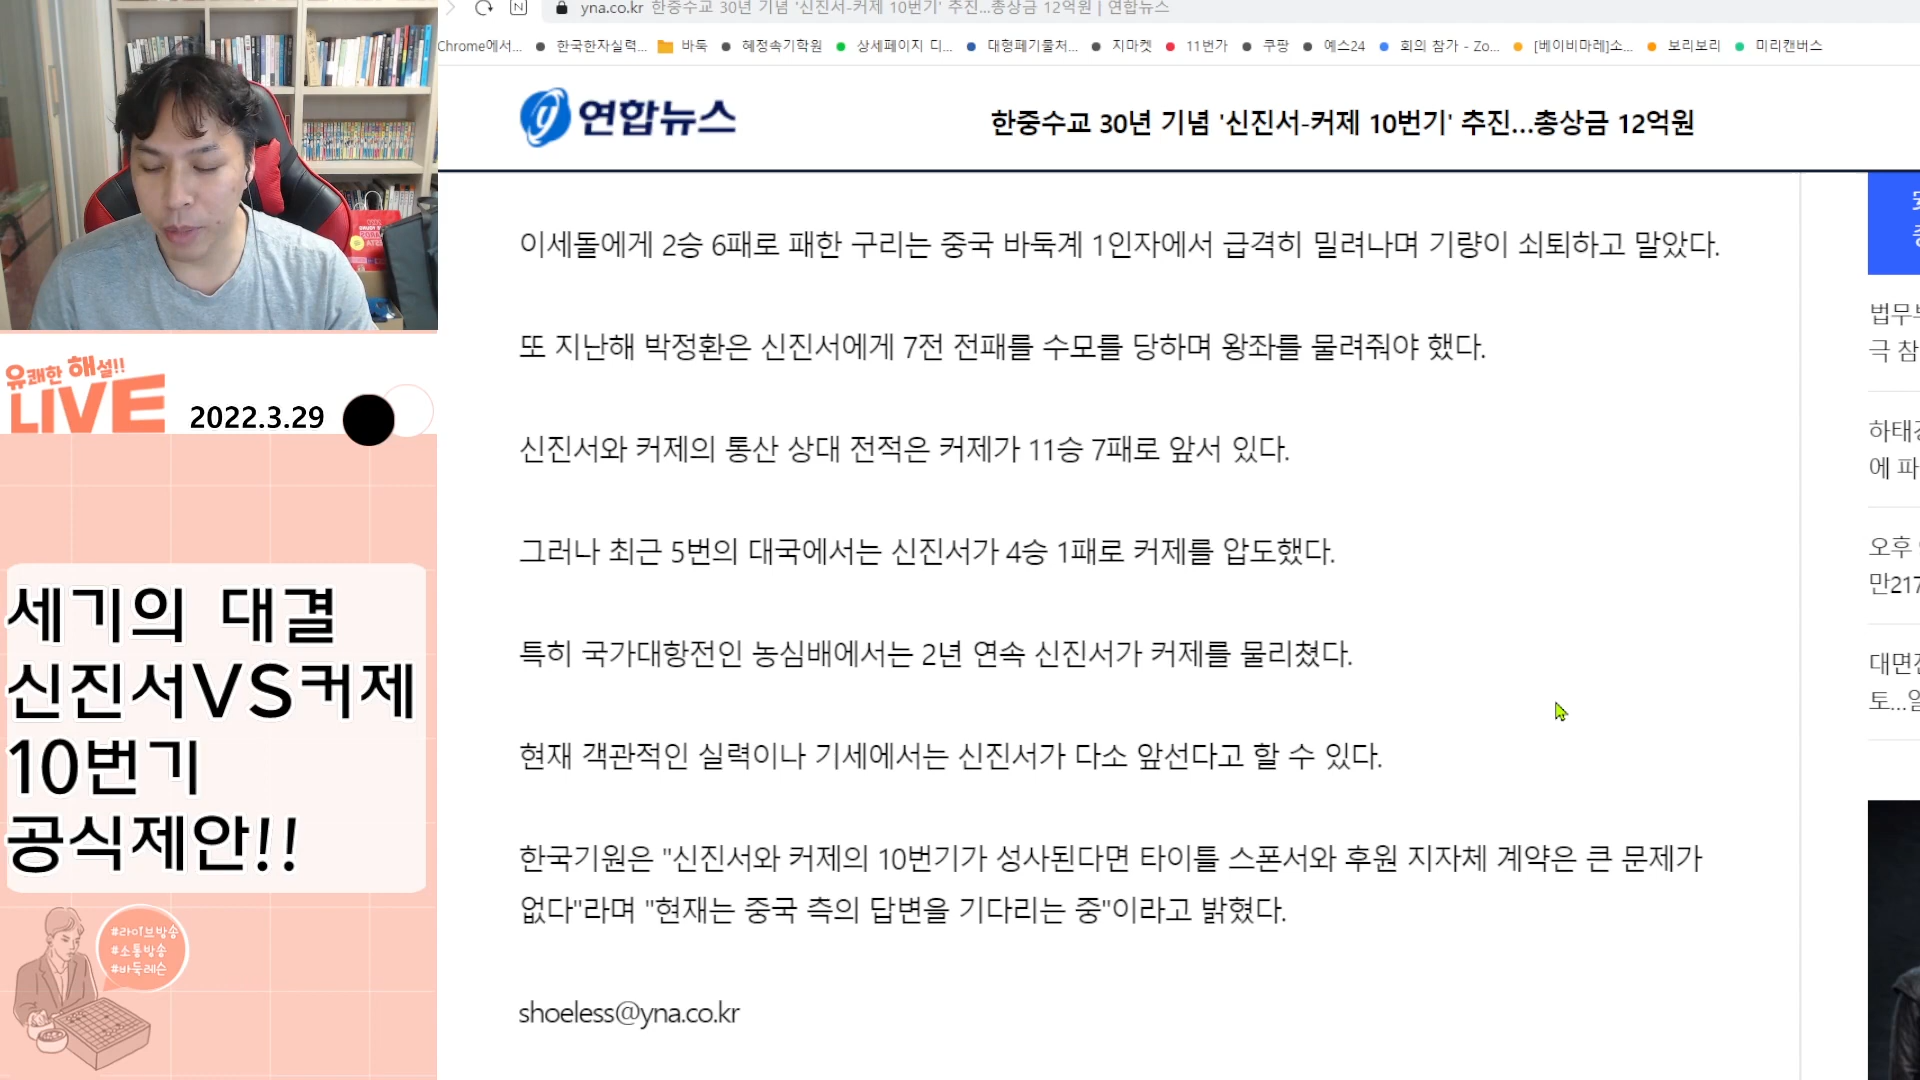 yna.co.kr 한중수교 30년 기념 '신진서-커제 10번기' 추진...총상금 12억원 | 연합뉴스
Chrome에서... 한국한자실력... 바둑 혜정속기학원 상세페이지 디... 대형폐기물처... 지마켓 11번가 쿠팡 예스24 회의 참가 - Zo... [베이비마레]소... 보리보리 미리캔버스
연합뉴스
한중수교 30년 기념 '신진서-커제 10번기' 추진...총상금 12억원
이세돌에게 2승 6패로 패한 구리는 중국 바둑계 1인자에서 급격히 밀려나며 기량이 쇠퇴하고 말았다.
또 지난해 박정환은 신진서에게 7전 전패를 수모를 당하며 왕좌를 물려줘야 했다.
신진서와 커제의 통산 상대 전적은 커제가 11승 7패로 앞서 있다.
그러나 최근 5번의 대국에서는 신진서가 4승 1패로 커제를 압도했다.
특히 국가대항전인 농심배에서는 2년 연속 신진서가 커제를 물리쳤다.
현재 객관적인 실력이나 기세에서는 신진서가 다소 앞선다고 할 수 있다.
한국기원은 "신진서와 커제의 10번기가 성사된다면 타이틀 스폰서와 후원 지자체 계약은 큰 문제가
없다"라며 "현재는 중국 측의 답변을 기다리는 중"이라고 밝혔다.
shoeless@yna.co.kr
극 참
에 파
오후
만217
토...일
유쾌한 해설!!
LIVE
2022.3.29
세기의 대결
신진서VS커제
10번기
공식제안!!
#라이브방송
#소통방송
#바둑레슨